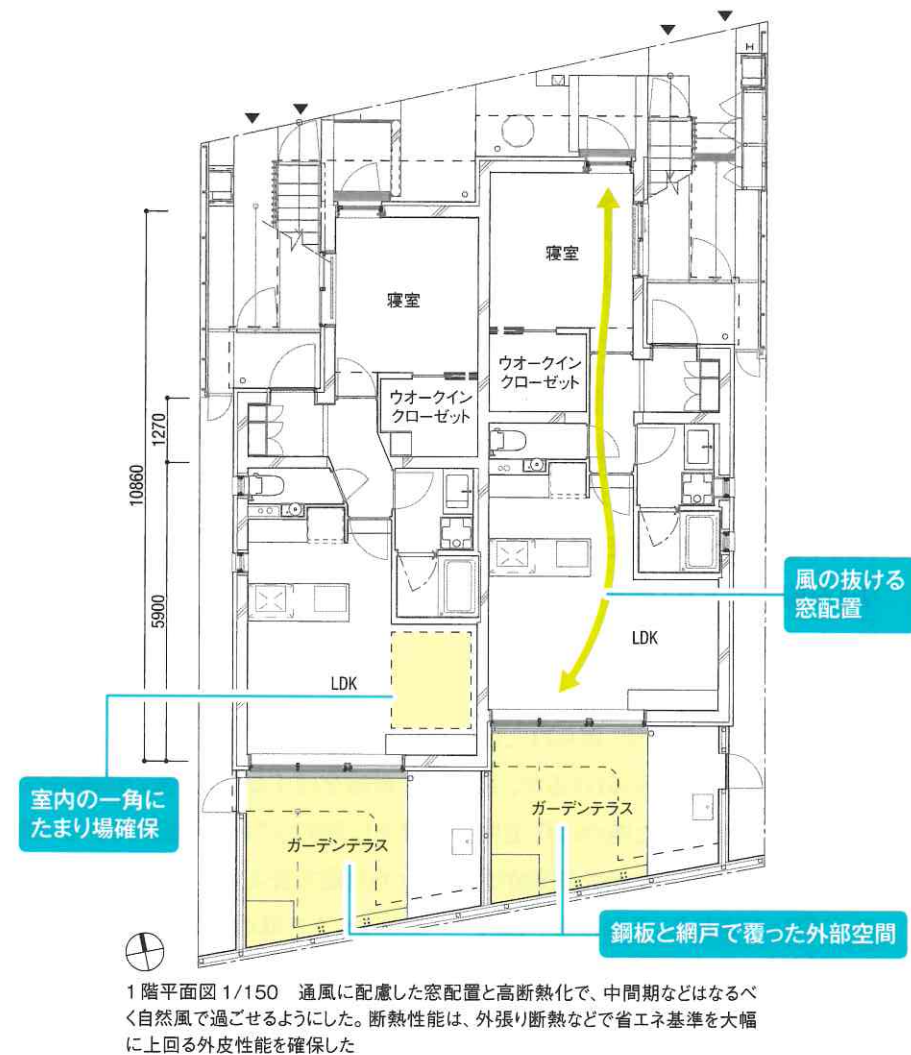 寝室
寝室
ウオークイン
クローゼット
ウオークイン
クローゼット
10860
1270
5900
風の抜ける
窓配置
LDK
LDK
室内の一角に
たまり場確保
ガーデンテラス
ガーデンテラス
鋼板と網戸で覆った外部空間
1階平面図 1/150 通風に配慮した窓配置と高断熱化で、中間期などはなるべ
く自然風で過ごせるようにした。断熱性能は、外張り断熱などで省エネ基準を大幅
に上回る外皮性能を確保した